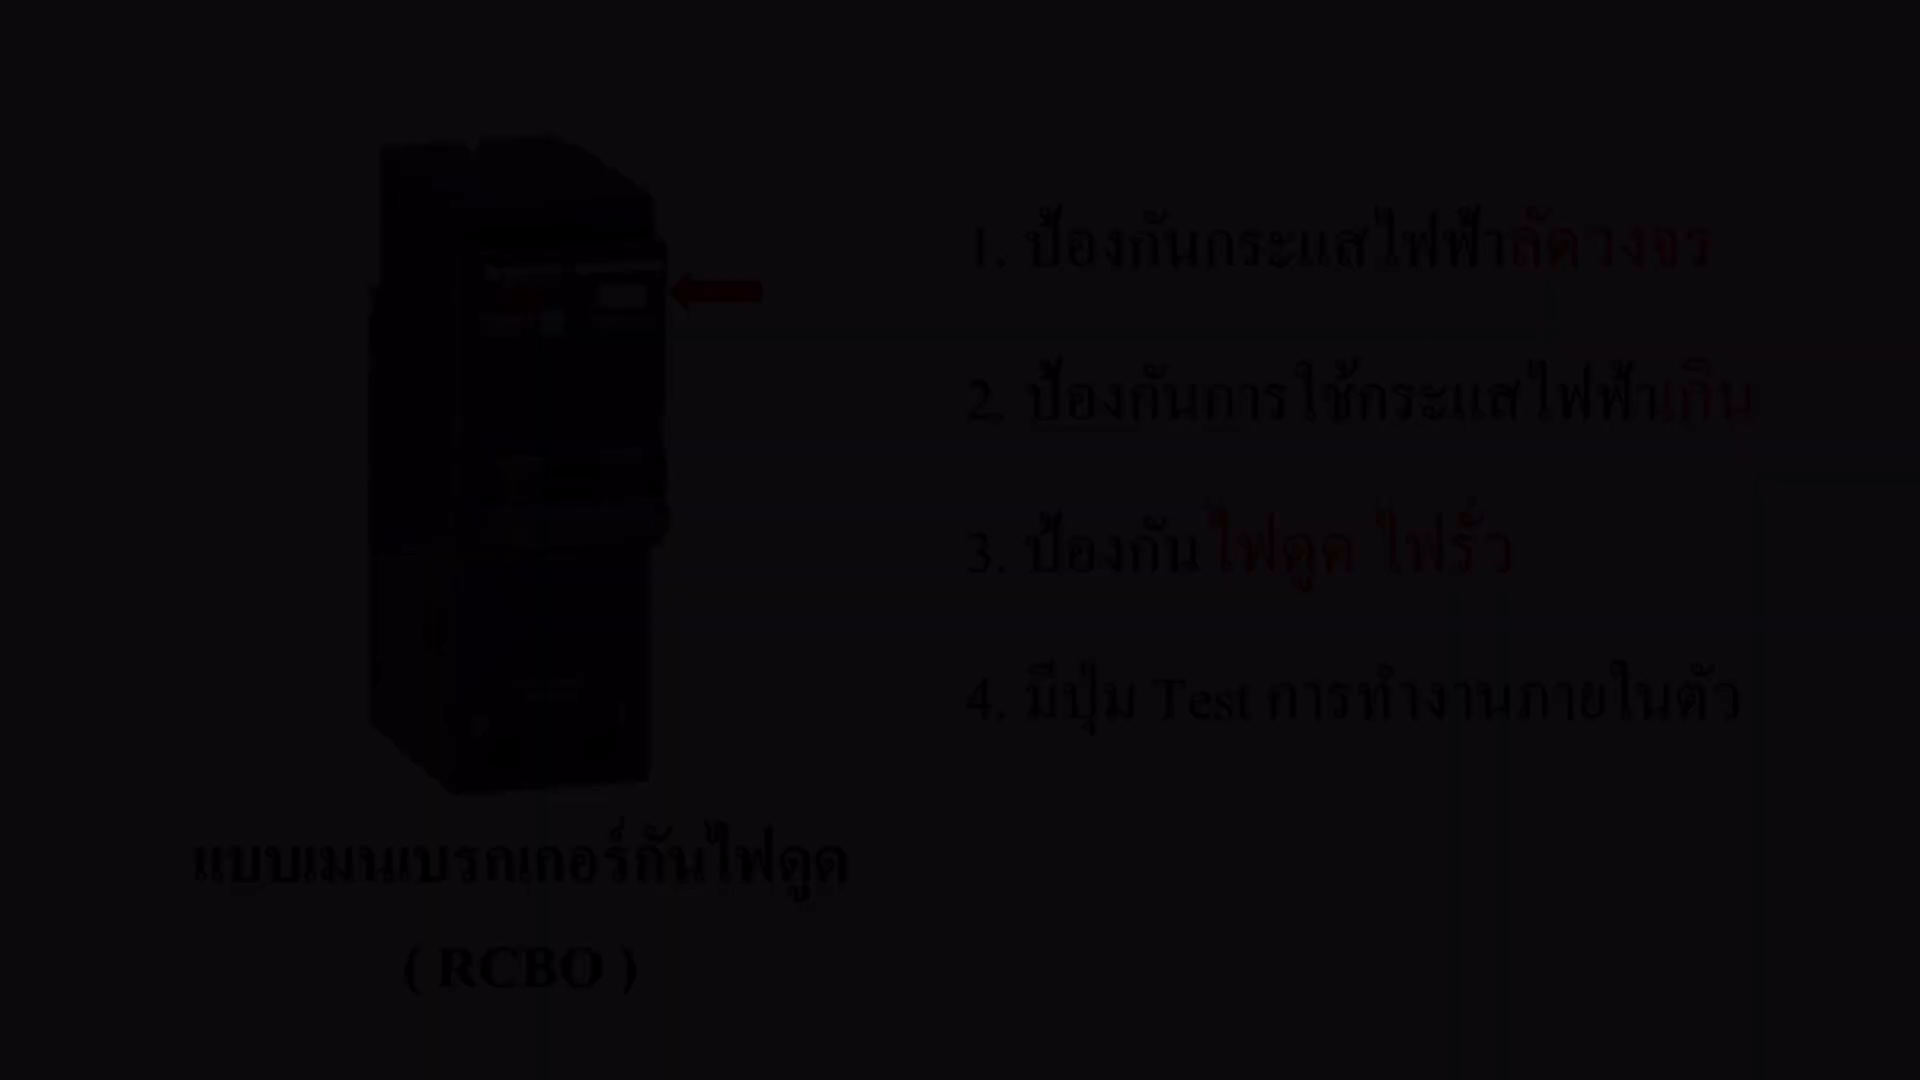 1. ป้องกันกระแสไฟฟ้าลัดวงจร
2. ป้องกันการใช้กระแสไฟฟ้าเกิน
3. ป้องกันไฟดูด ไฟรั่ว
4. มีปุ่ม Test การทำงานภายในตัว
แบบเมนเบรกเกอร์กันไฟดูด
( RCBO )